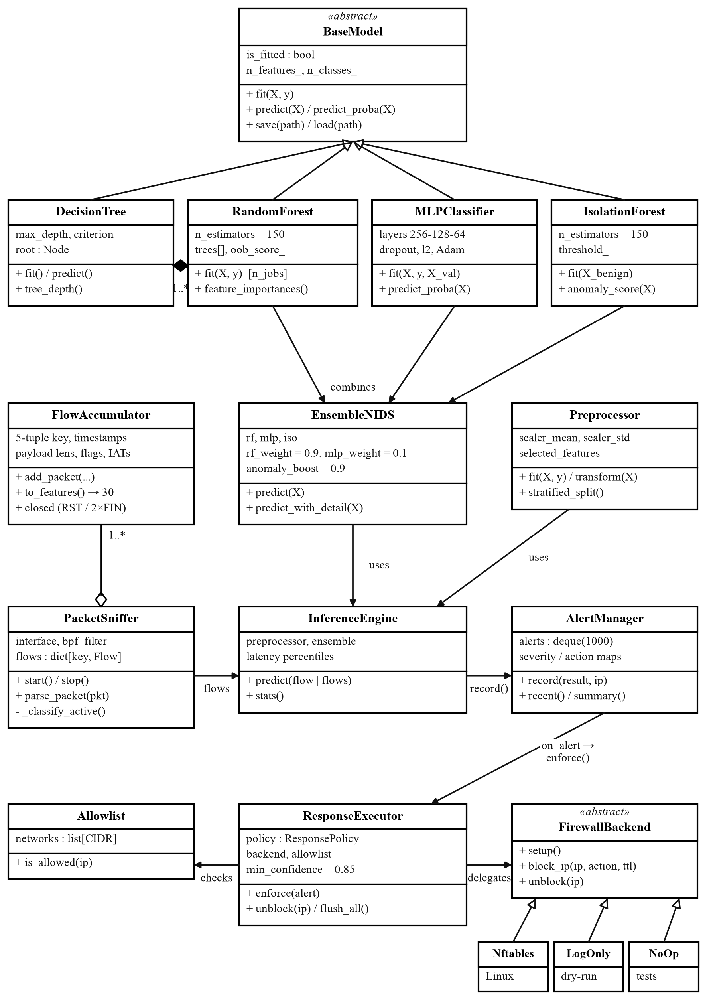 «abstract»
BaseModel
is_fitted : bool
n_features_, n_classes_
+ fit(X, y)
+ predict(X) / predict_proba(X)
+ save(path) / load(path)
DecisionTree
max_depth, criterion
root : Node
+ fit() / predict()
+ tree_depth()
1..*
RandomForest
n_estimators = 150
trees[], oob_score_
+ fit(X, y)  [n_jobs]
+ feature_importances()
MLPClassifier
layers 256-128-64
dropout, l2, Adam
+ fit(X, y, X_val)
+ predict_proba(X)
IsolationForest
n_estimators = 150
threshold_
+ fit(X_benign)
+ anomaly_score(X)
combines
FlowAccumulator
5-tuple key, timestamps
payload lens, flags, IATs
+ add_packet(...)
+ to_features() → 30
+ closed (RST / 2×FIN)
1..*
EnsembleNIDS
rf, mlp, iso
rf_weight = 0.9, mlp_weight = 0.1
anomaly_boost = 0.9
+ predict(X)
+ predict_with_detail(X)
uses
Preprocessor
scaler_mean, scaler_std
selected_features
+ fit(X, y) / transform(X)
+ stratified_split()
uses
PacketSniffer
interface, bpf_filter
flows : dict[key, Flow]
+ start() / stop()
+ parse_packet(pkt)
- _classify_active()
flows
InferenceEngine
preprocessor, ensemble
latency percentiles
+ predict(flow | flows)
+ stats()
record()
AlertManager
alerts : deque(1000)
severity / action maps
+ record(result, ip)
+ recent() / summary()
on_alert →
enforce()
Allowlist
networks : list[CIDR]
+ is_allowed(ip)
checks
ResponseExecutor
policy : ResponsePolicy
backend, allowlist
min_confidence = 0.85
+ enforce(alert)
+ unblock(ip) / flush_all()
delegates
«abstract»
FirewallBackend
+ setup()
+ block_ip(ip, action, ttl)
+ unblock(ip)
Nftables
Linux
LogOnly
dry-run
NoOp
tests